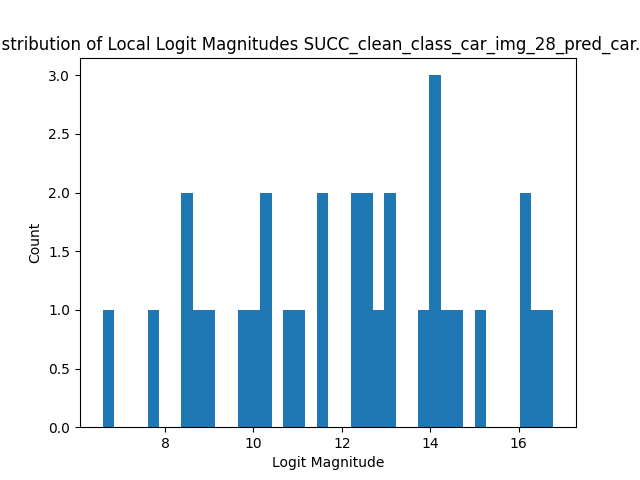 stribution of Local Logit Magnitudes SUCC_clean_class_car_img_28_pred_car.
3.0
2.5
2.0
1.5
1.0
0.5
0.0
Count
8 10 12 14 16
Logit Magnitude